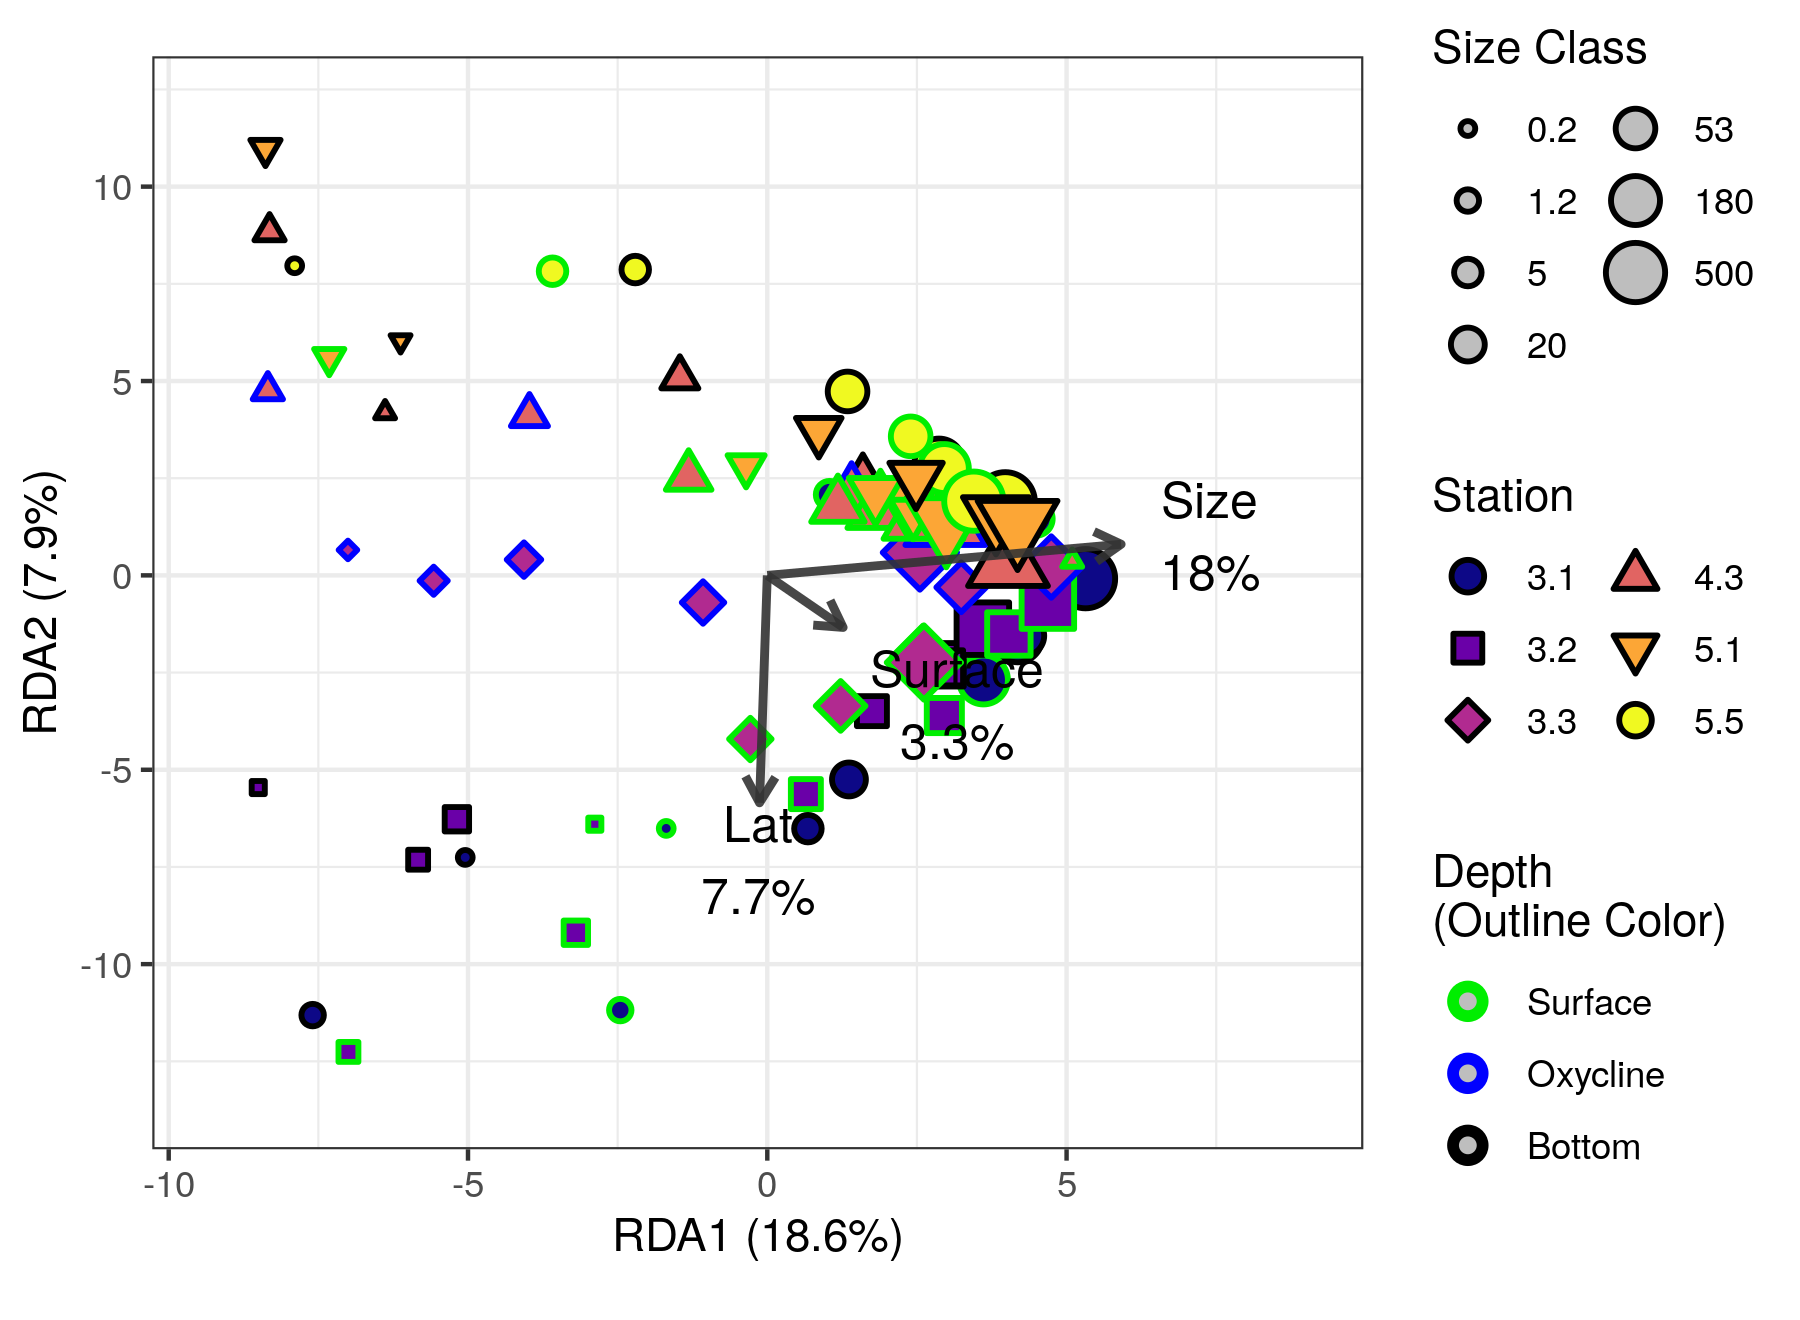 Size Class
0.2
53
1.2
180
5
500
20
10
5
0
-5
-10
RDA2 (7.9%)
Size
18%
Surface
3.3%
Lat
7.7%
-10
-5
0
5
RDA1 (18.6%)
Station
3.1
4.3
3.2
5.1
3.3
5.5
Depth
(Outline Color)
Surface
Oxycline
Bottom